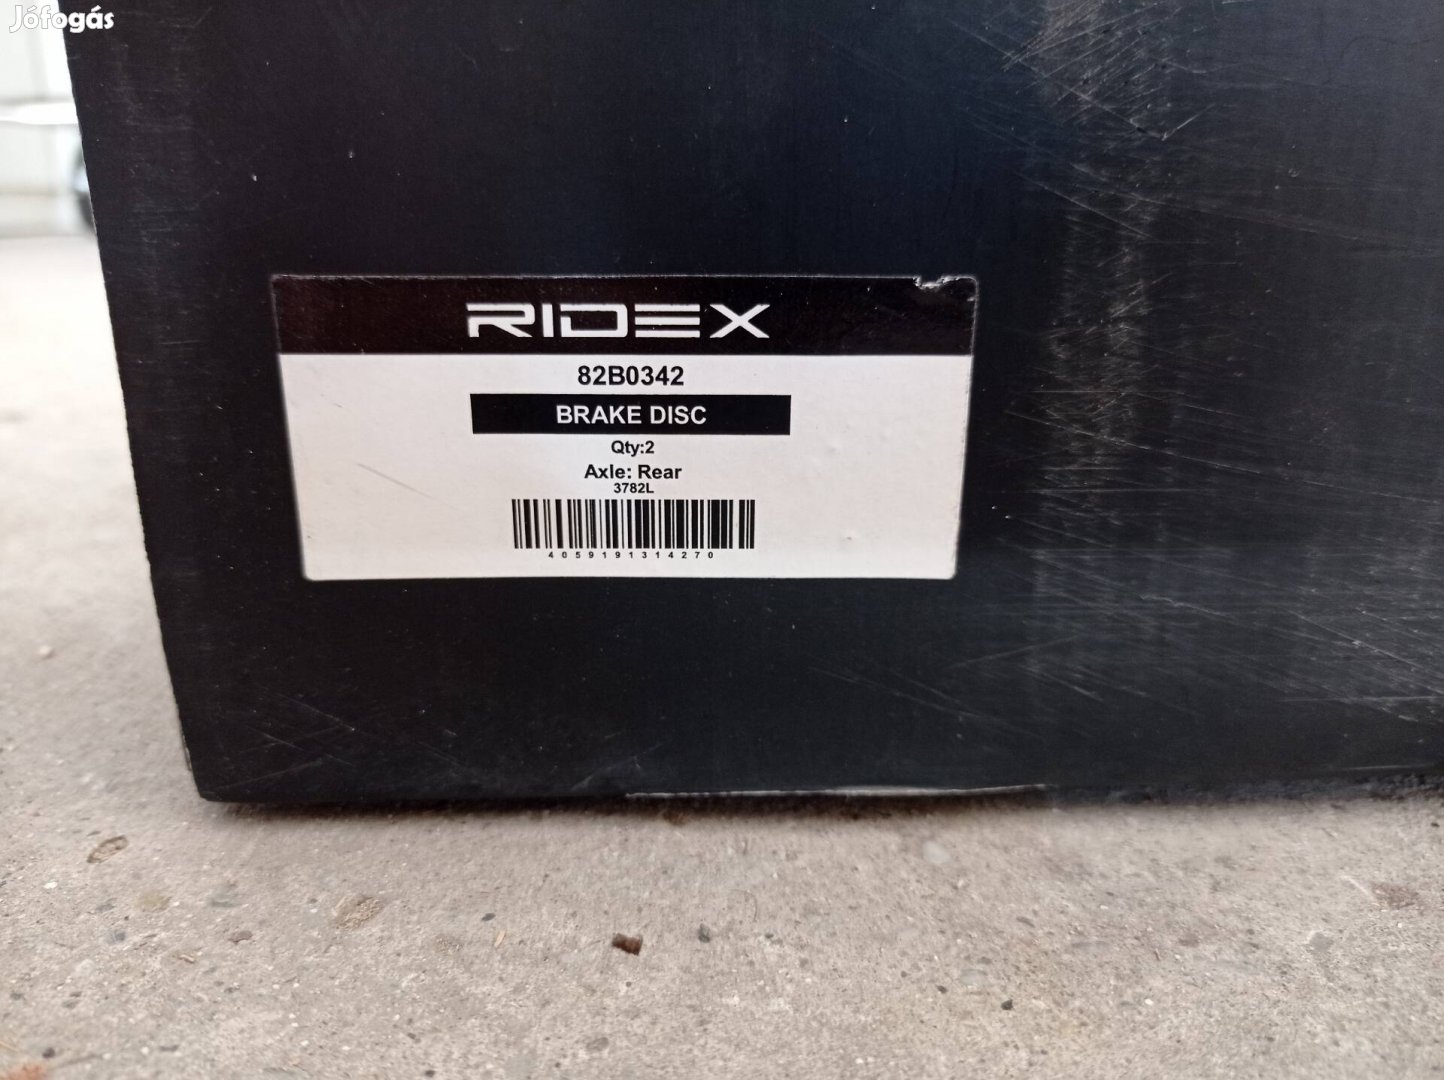 Jófogás
RIDEX
82B0342
BRAKE DISC
Qty:2
Axle: Rear
3782L
4059191314270